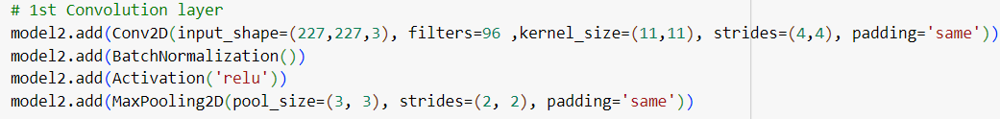 # 1st Convolution layer
model2.add(Conv2D(input_shape=(227,227,3), filters=96 ,kernel_size=(11,11), strides=(4,4), padding='same'))
model2.add(BatchNormalization())
model2.add(Activation('relu'))
model2.add(MaxPooling2D(pool_size=(3, 3), strides=(2, 2), padding='same'))